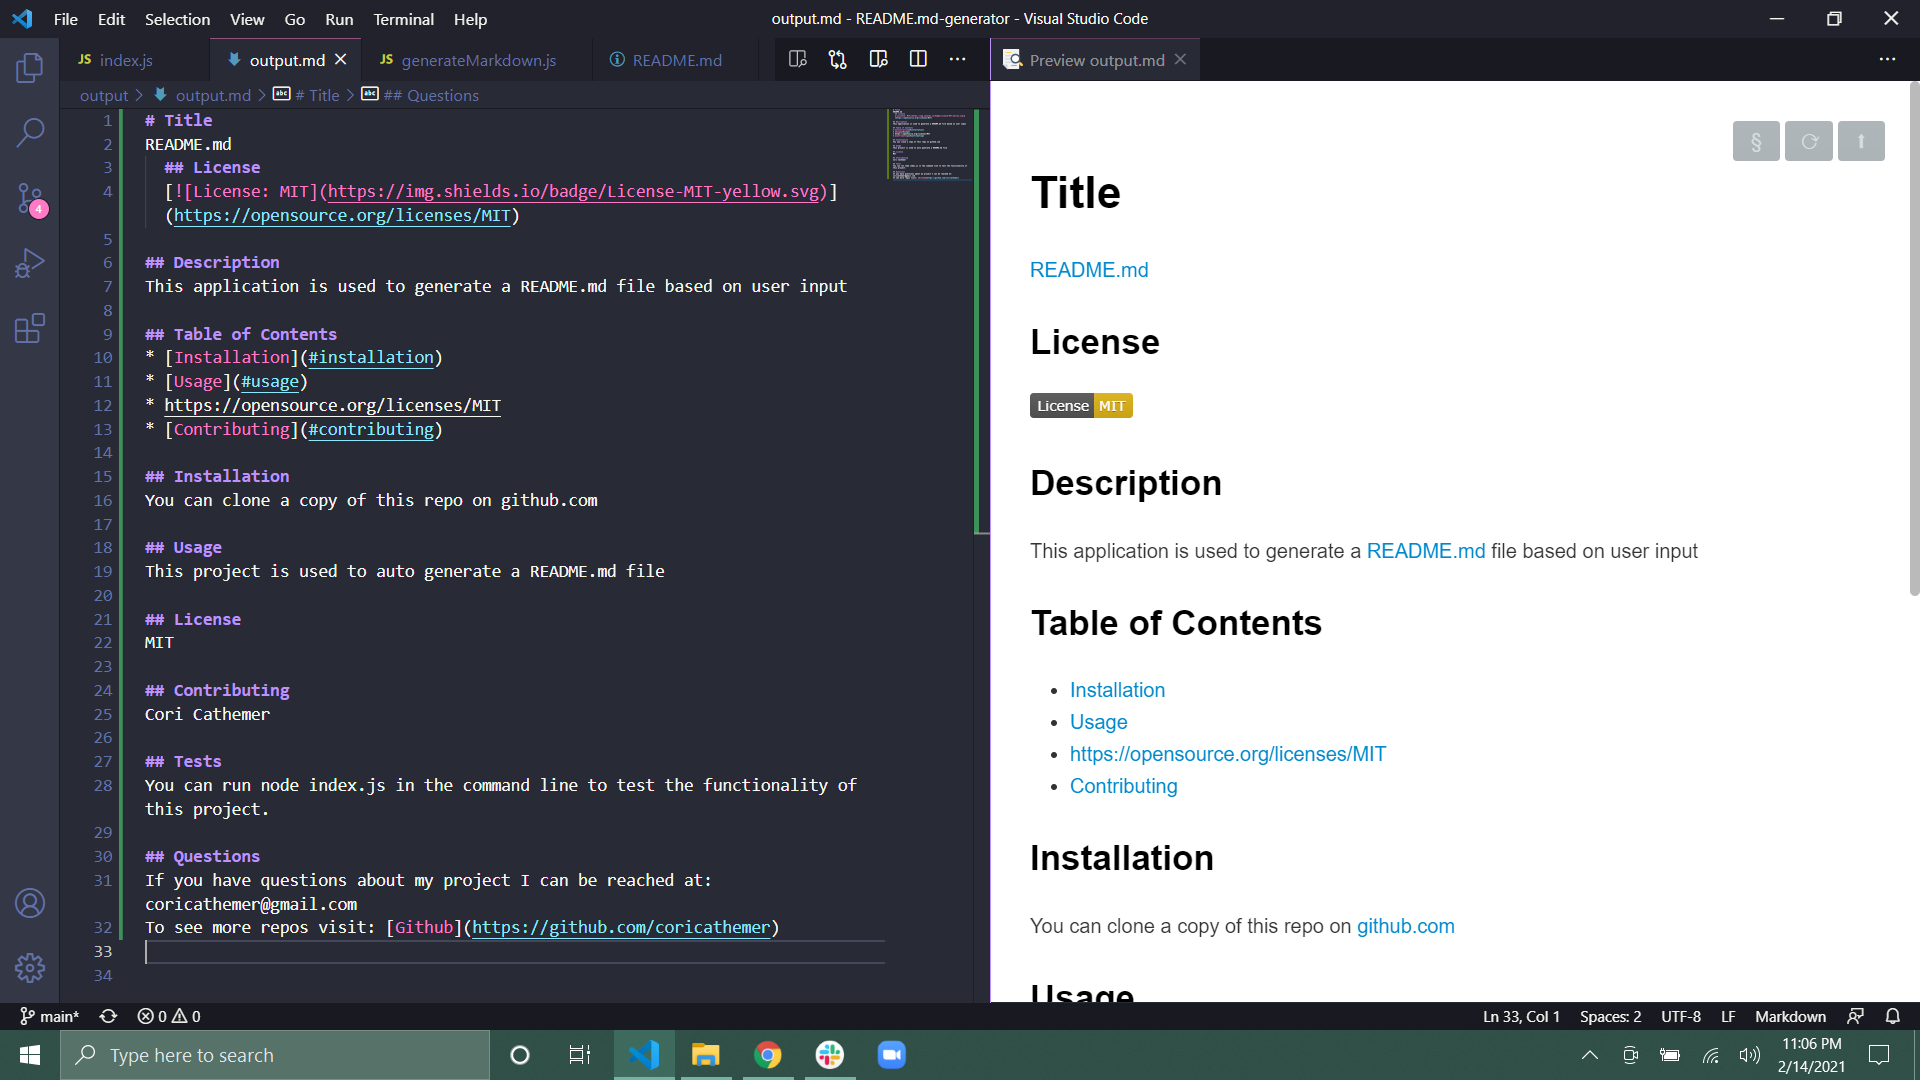 File Edit Selection View Go Run Terminal Help
output.md - README.md-generator - Visual Studio Code
JS index.js
output.md
JS generateMarkdown.js
README.md
Preview output.md
output > output.md > # Title > ## Questions
1 # Title
2 README.md
3 ## License
4 [![License: MIT](https://img.shields.io/badge/License-MIT-yellow.svg)]
(https://opensource.org/licenses/MIT)
5
6 ## Description
7 This application is used to generate a README.md file based on user input
8
9 ## Table of Contents
10 * [Installation](#installation)
11 * [Usage](#usage)
12 * https://opensource.org/licenses/MIT
13 * [Contributing](#contributing)
14
15 ## Installation
16 You can clone a copy of this repo on github.com
17
18 ## Usage
19 This project is used to auto generate a README.md file
20
21 ## License
22 MIT
23
24 ## Contributing
25 Cori Cathemer
26
27 ## Tests
28 You can run node index.js in the command line to test the functionality of
this project.
29
30 ## Questions
31 If you have questions about my project I can be reached at:
coricathemer@gmail.com
32 To see more repos visit: [Github](https://github.com/coricathemer)
33
34
4
§
Title
README.md
License
License MIT
Description
This application is used to generate a README.md file based on user input
Table of Contents
• Installation
• Usage
• https://opensource.org/licenses/MIT
• Contributing
Installation
You can clone a copy of this repo on github.com
Usage
main* 0 0
Ln 33, Col 1 Spaces: 2 UTF-8 LF Markdown
Type here to search
11:06 PM
2/14/2021